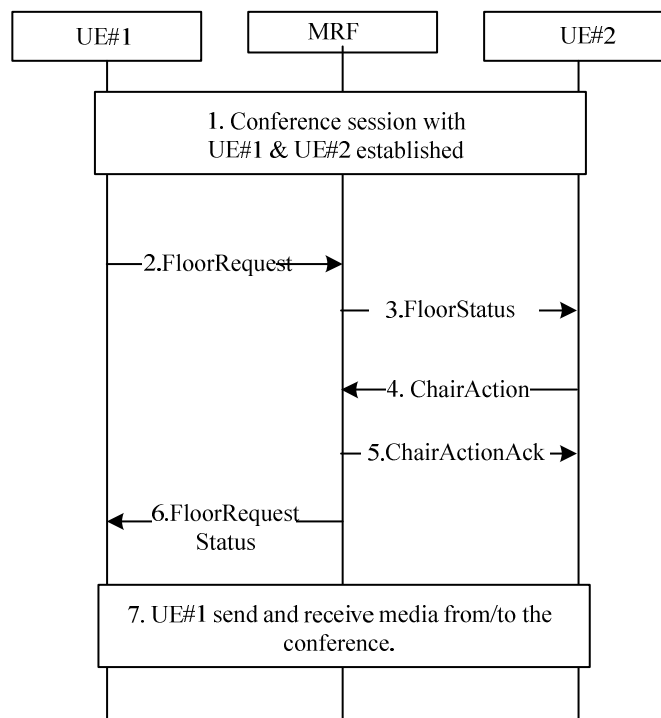 UE#1
MRF
UE#2
1. Conference session with
UE#1 & UE#2 established
2.FloorRequest
3.FloorStatus
4. ChairAction
5.ChairActionAck
6.FloorRequest
Status
7. UE#1 send and receive media from/to the
conference.